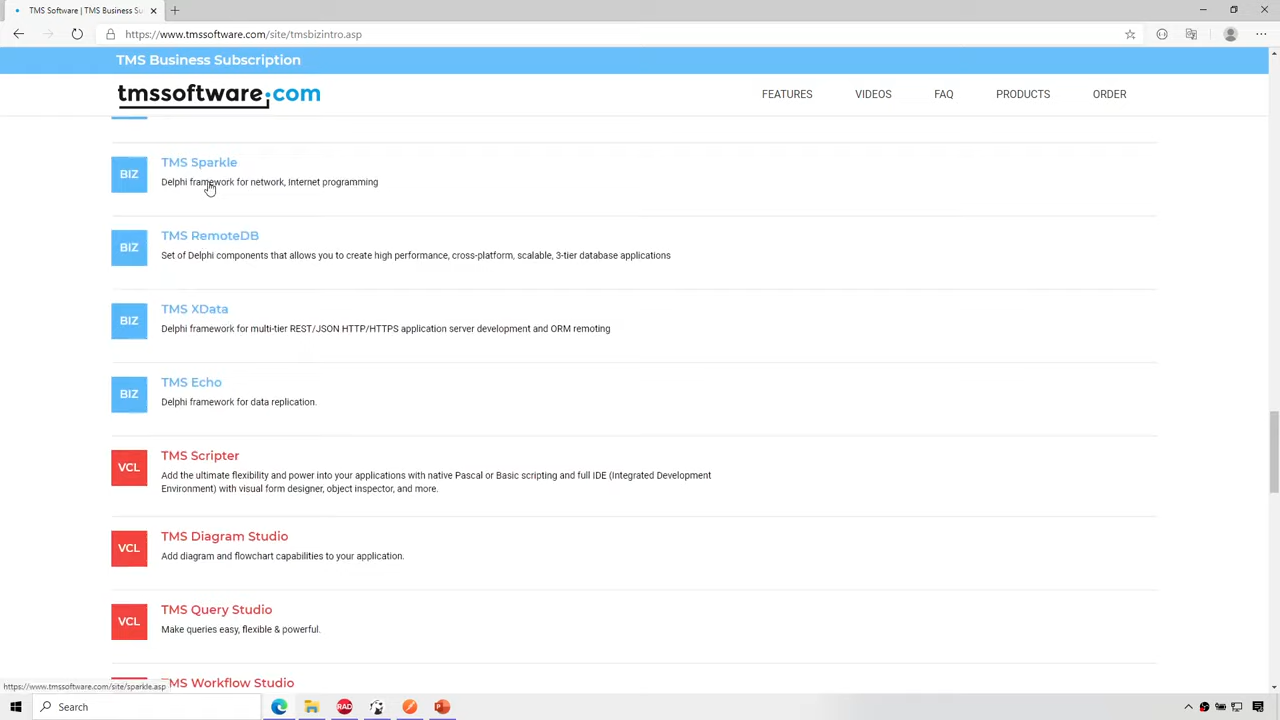 TMS Software | TMS Business Su
https://www.tmssoftware.com/site/tmsbizintro.asp
TMS Business Subscription
tmssoftware.com
FEATURES
VIDEOS
FAQ
PRODUCTS
ORDER
BIZ
TMS Sparkle
Delphi framework for network, Internet programming
BIZ
TMS RemoteDB
Set of Delphi components that allows you to create high performance, cross-platform, scalable, 3-tier database applications
BIZ
TMS XData
Delphi framework for multi-tier REST/JSON HTTP/HTTPS application server development and ORM remoting
BIZ
TMS Echo
Delphi framework for data replication.
VCL
TMS Scripter
Add the ultimate flexibility and power into your applications with native Pascal or Basic scripting and full IDE (Integrated Development
Environment) with visual form designer, object inspector, and more.
VCL
TMS Diagram Studio
Add diagram and flowchart capabilities to your application.
VCL
TMS Query Studio
Make queries easy, flexible & powerful.
TMS Workflow Studio
https://www.tmssoftware.com/site/sparkle.asp
Search
RAD